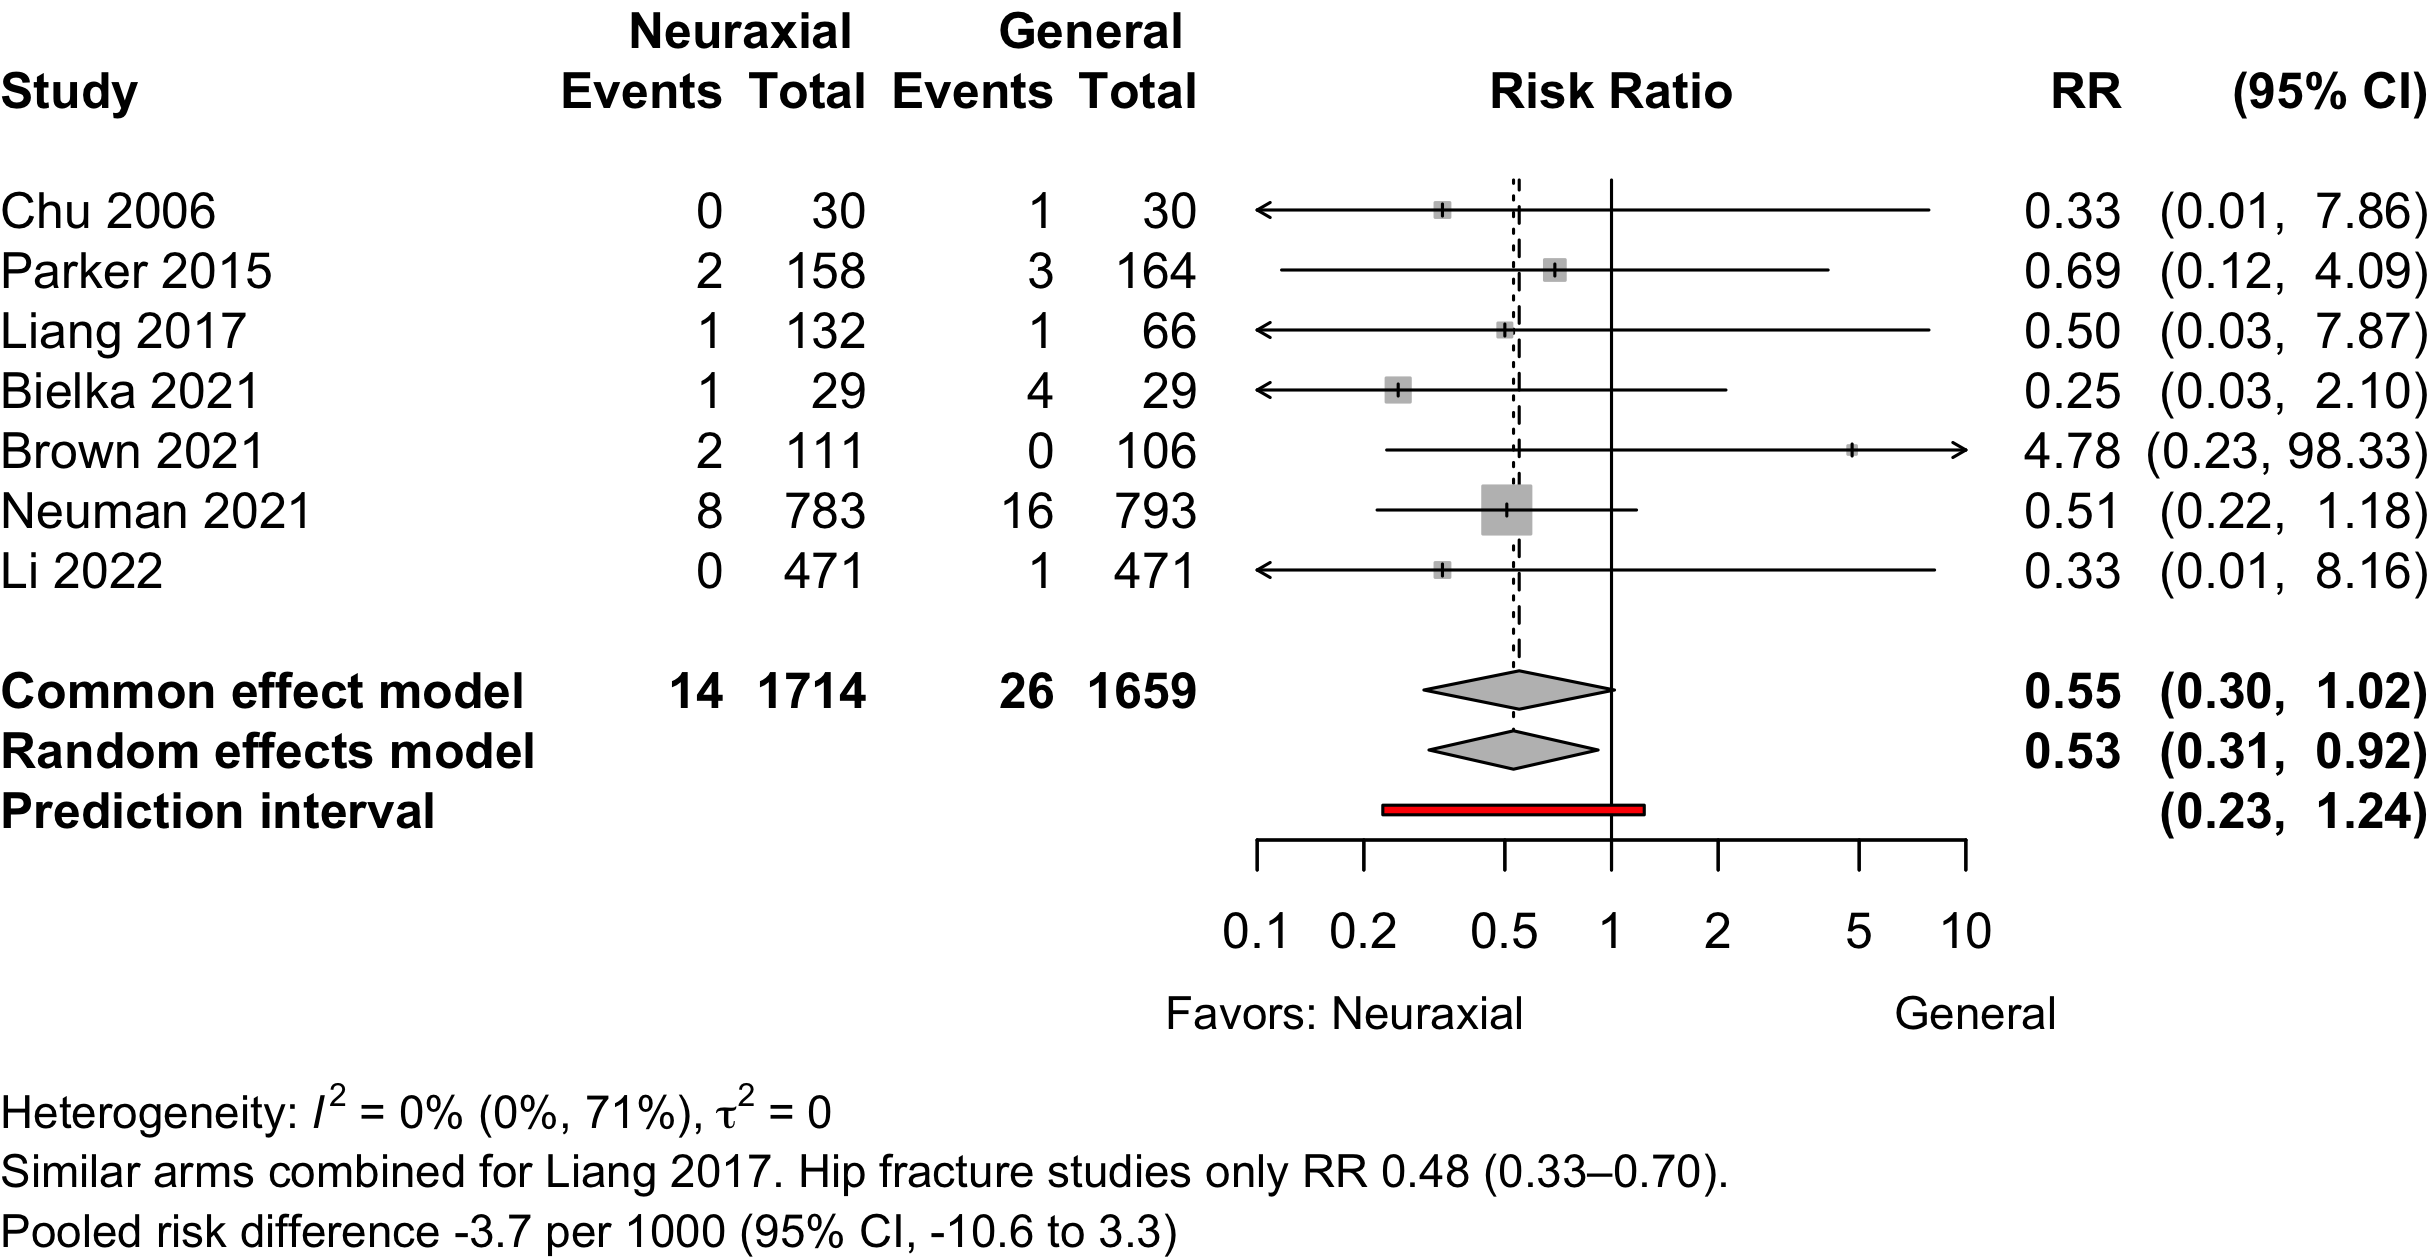 Neuraxial General
Study Events Total Events Total Risk Ratio RR (95% CI)
Chu 2006 0 30 1 30 0.33 (0.01, 7.86)
Parker 2015 2 158 3 164 0.69 (0.12, 4.09)
Liang 2017 1 132 1 66 0.50 (0.03, 7.87)
Bielka 2021 1 29 4 29 0.25 (0.03, 2.10)
Brown 2021 2 111 0 106 4.78 (0.23, 98.33)
Neuman 2021 8 783 16 793 0.51 (0.22, 1.18)
Li 2022 0 471 1 471 0.33 (0.01, 8.16)
Common effect model 14 1714 26 1659 0.55 (0.30, 1.02)
Random effects model 0.53 (0.31, 0.92)
Prediction interval (0.23, 1.24)
0.1 0.2 0.5 1 2 5 10
Favors: Neuraxial General
Heterogeneity: I² = 0% (0%, 71%), τ² = 0
Similar arms combined for Liang 2017. Hip fracture studies only RR 0.48 (0.33–0.70).
Pooled risk difference -3.7 per 1000 (95% CI, -10.6 to 3.3)